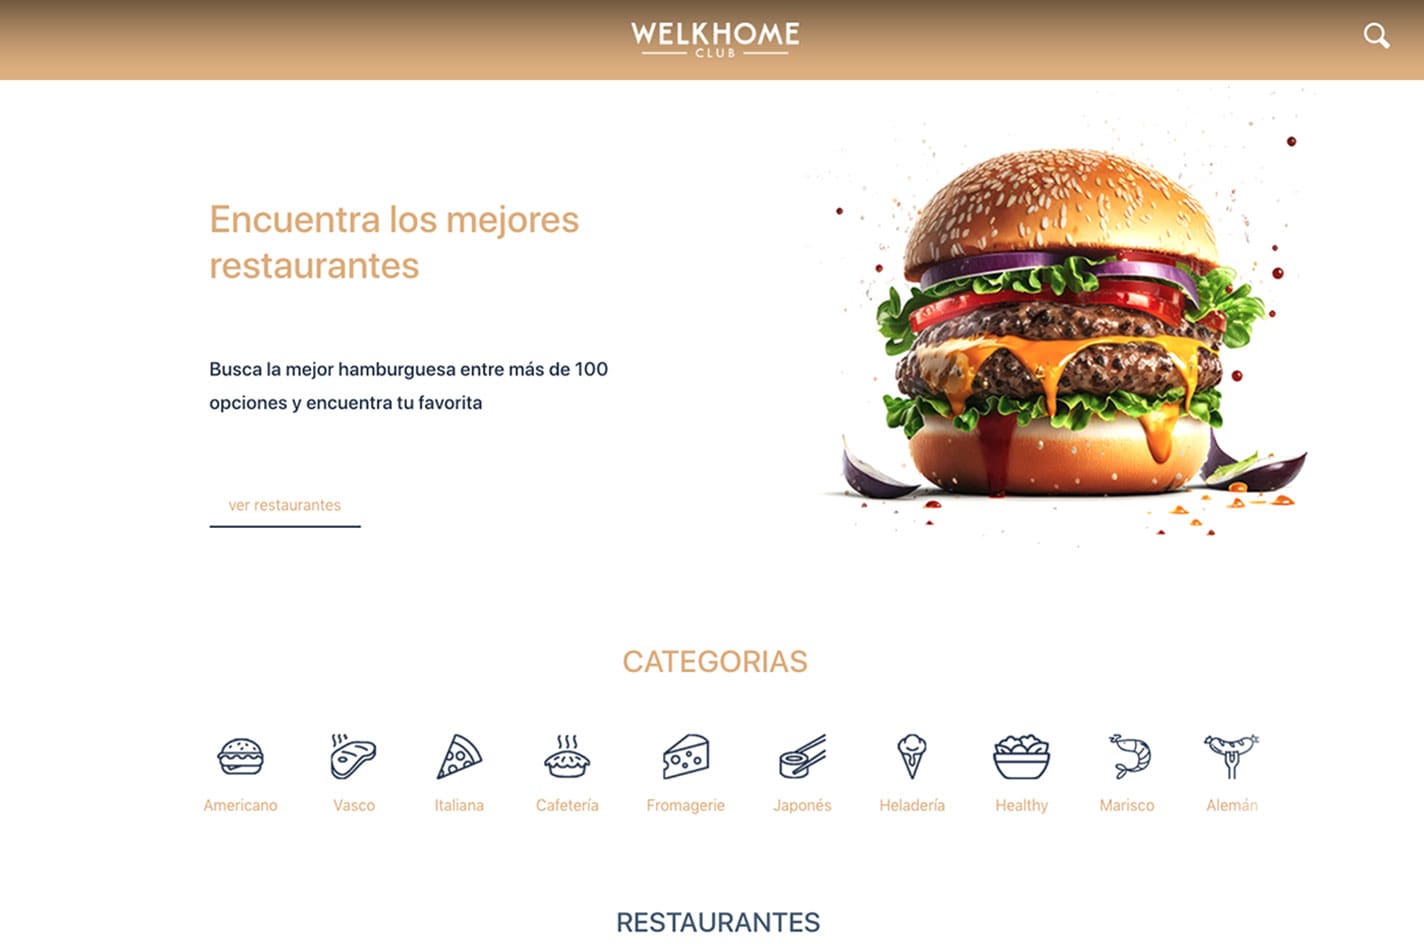 WELKHOME
CLUB
Encuentra los mejores
restaurantes
Busca la mejor hamburguesa entre más de 100
opciones y encuentra tu favorita
ver restaurantes
CATEGORIAS
Americano Vasco Italiana Cafetería Fromagerie Japonés Heladería Healthy Marisco Alemán
RESTAURANTES